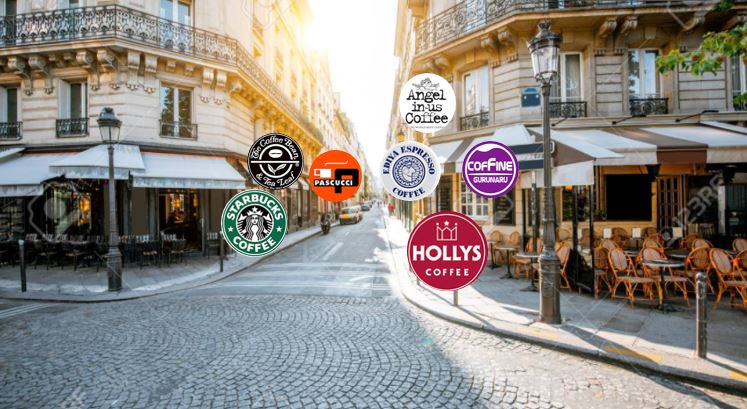 Angel
in-us
Coffee
The Coffee Bean
& Tea Leaf
PASCUCCI
EDIYA ESPRESSO
COFFEE
COFFINE
GURUNARU
STARBUCKS
COFFEE
HOLLYS
COFFEE